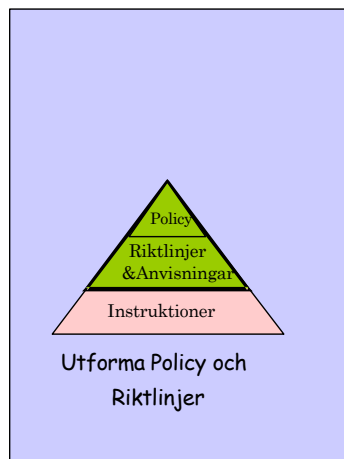 Policy
Riktlinjer
&Anvisningar
Instruktioner
Utforma Policy och
Riktlinjer